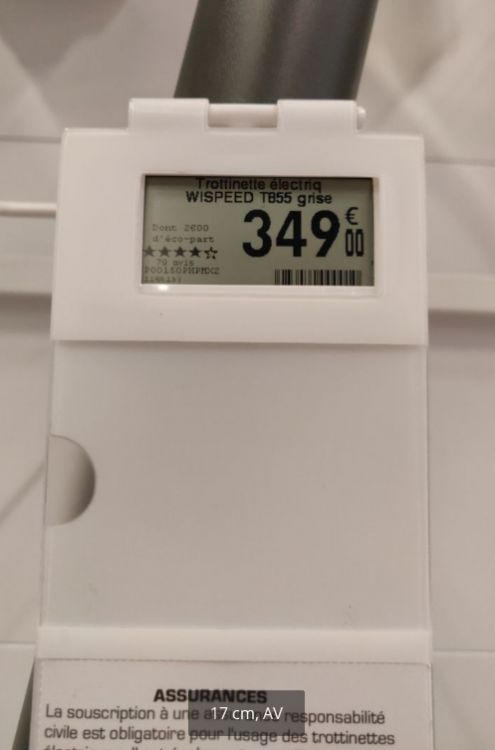 Trottinette électriq
WISPEED T855 grise
Dont 2€00
d'éco-part
349€00
79 avis
ASSURANCES
La souscription à une responsabilité
civile est obligatoire pour l'usage des trottinettes
17 cm, AV